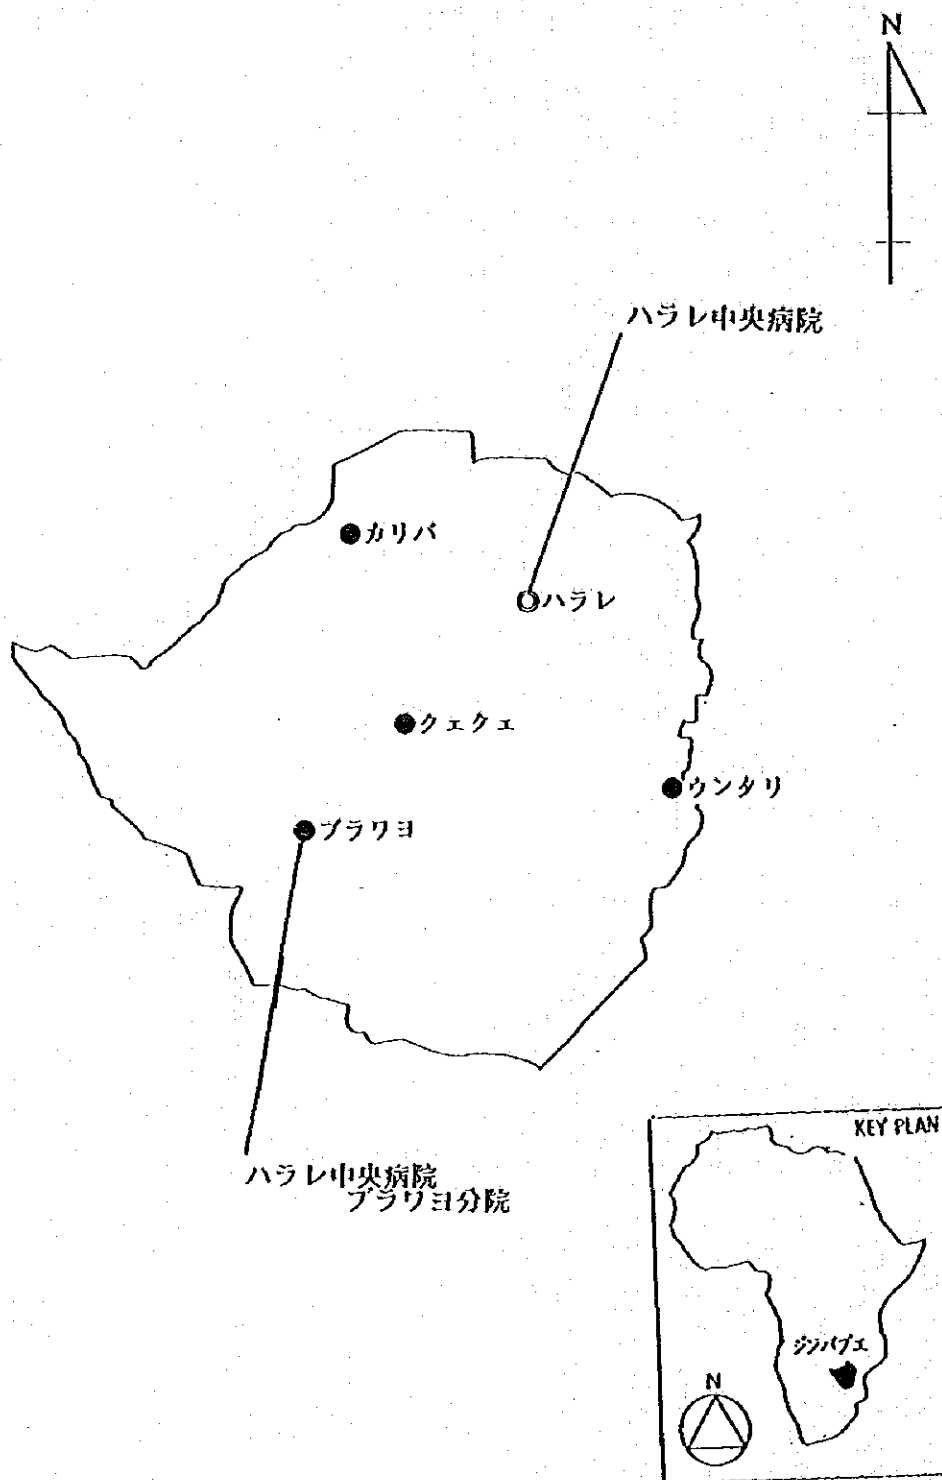 N
ハラレ中央病院
カリバ
ハラレ
クェクェ
ウンタリ
ブラワヨ
ハラレ中央病院
ブラワヨ分院
KEY PLAN
ジンバブエ
N